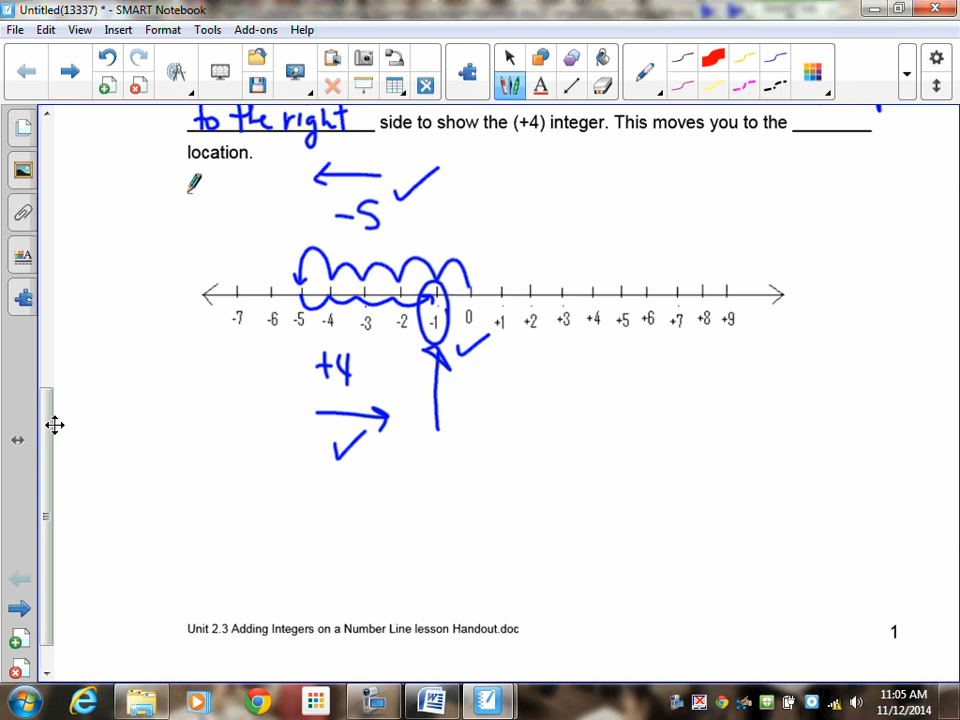 Untitled(13337) * - SMART Notebook
File Edit View Insert Format Tools Add-ons Help
to the right side to show the (+4) integer. This moves you to the ________
location.
-5
-7 -6 -5 -4 -3 -2 -1 0 +1 +2 +3 +4 +5 +6 +7 +8 +9
+4
Unit 2.3 Adding Integers on a Number Line lesson Handout.doc
1
11:05 AM
11/12/2014